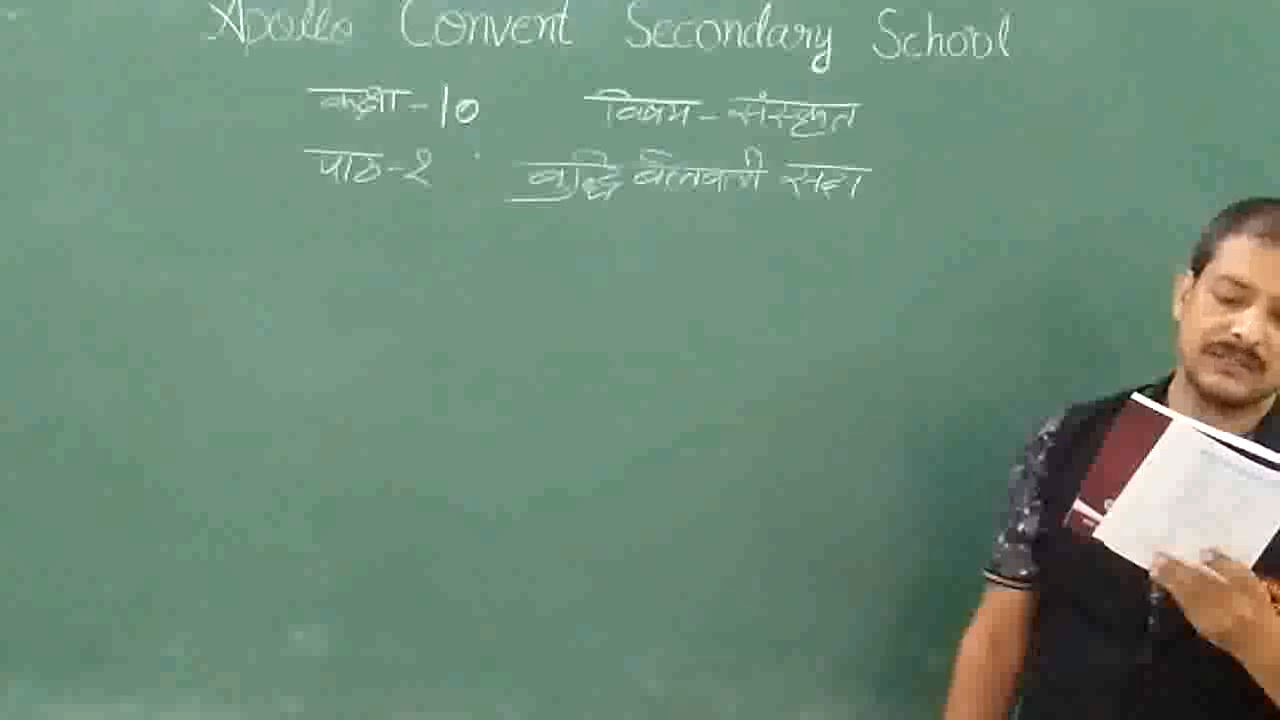 Apollo Convent Secondary School
कक्षा - 10 विषय - संस्कृत
पाठ - 2 बुद्धि र्बलवती सदा